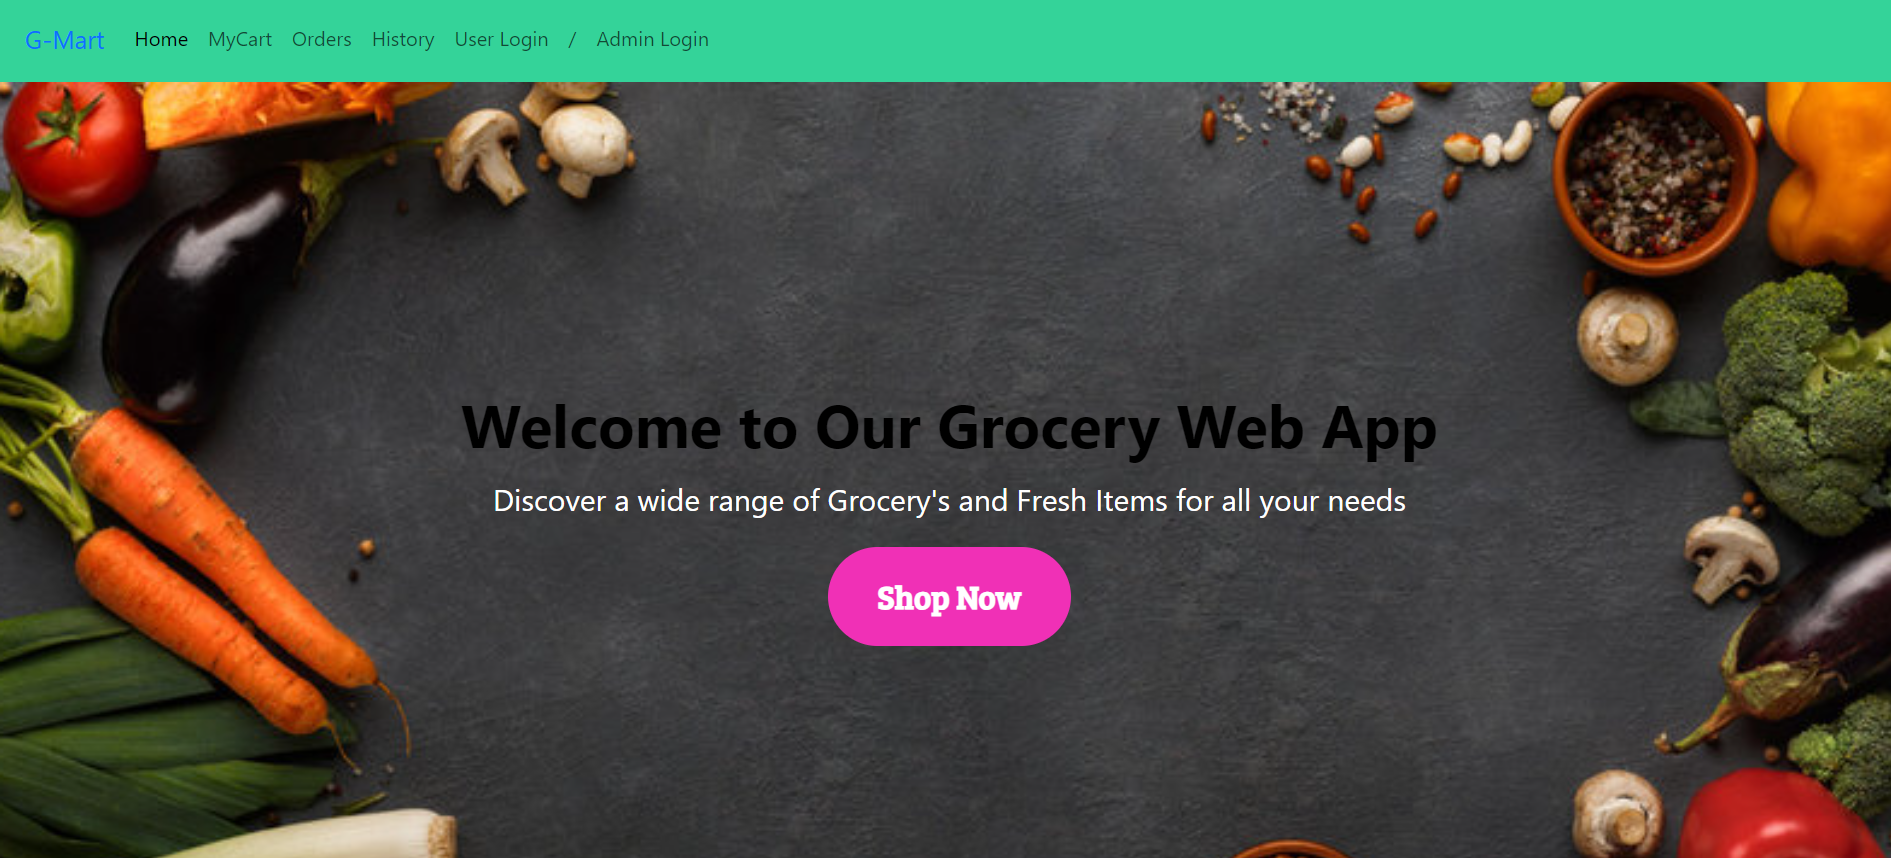 G-Mart Home MyCart Orders History User Login / Admin Login
Welcome to Our Grocery Web App
Discover a wide range of Grocery's and Fresh Items for all your needs
Shop Now